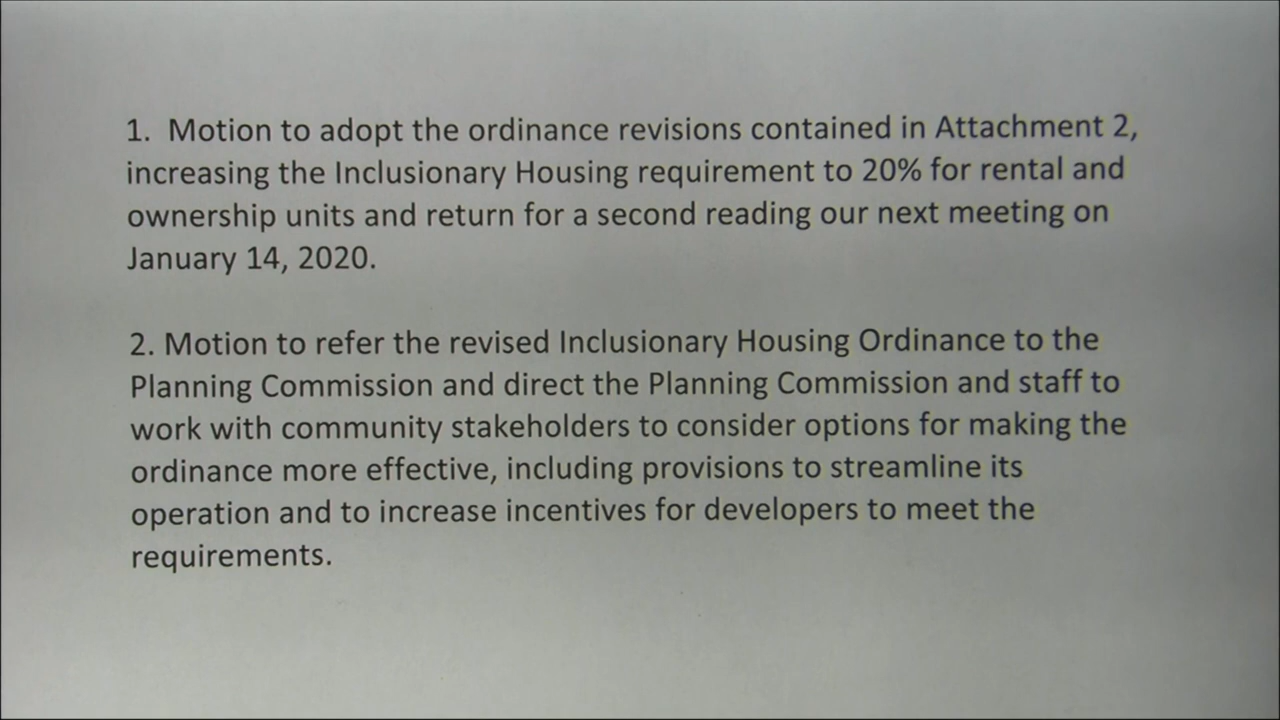 1.  Motion to adopt the ordinance revisions contained in Attachment 2,
increasing the Inclusionary Housing requirement to 20% for rental and
ownership units and return for a second reading our next meeting on
January 14, 2020.
2. Motion to refer the revised Inclusionary Housing Ordinance to the
Planning Commission and direct the Planning Commission and staff to
work with community stakeholders to consider options for making the
ordinance more effective, including provisions to streamline its
operation and to increase incentives for developers to meet the
requirements.